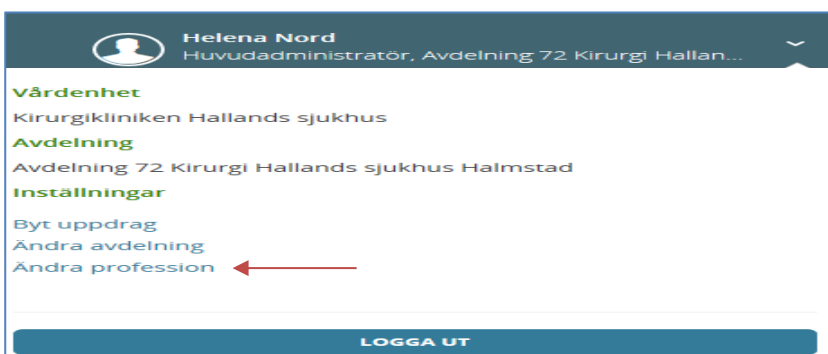 Helena Nord
Huvudadministratör, Avdelning 72 Kirurgi Hallan...
Vårdenhet
Kirurgikliniken Hallands sjukhus
Avdelning
Avdelning 72 Kirurgi Hallands sjukhus Halmstad
Inställningar
Byt uppdrag
Ändra avdelning
Ändra profession
LOGGA UT